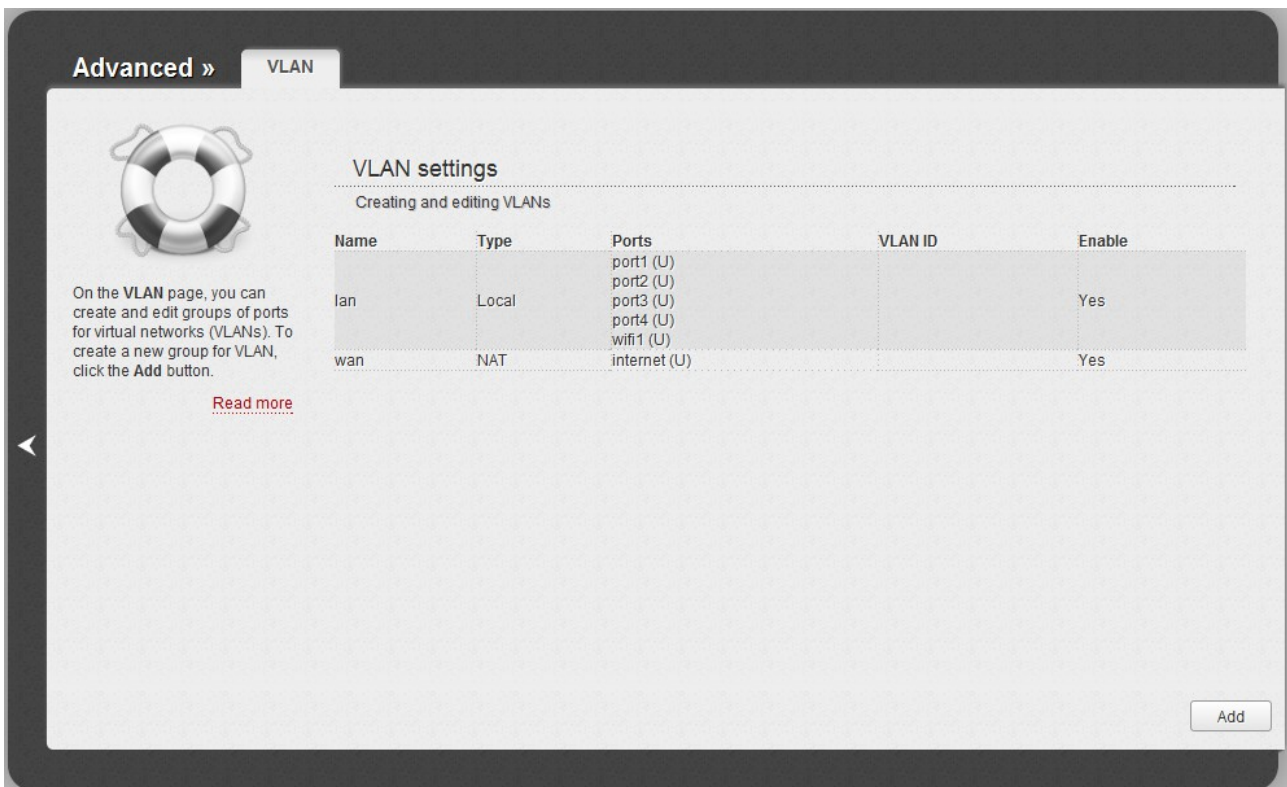 Advanced »
VLAN
On the VLAN page, you can
create and edit groups of ports
for virtual networks (VLANs). To
create a new group for VLAN,
click the Add button.
Read more
VLAN settings
Creating and editing VLANs
Name Type Ports VLAN ID Enable
port1 (U)
port2 (U)
lan Local port3 (U) Yes
port4 (U)
wifi1 (U)
wan NAT internet (U) Yes
Add